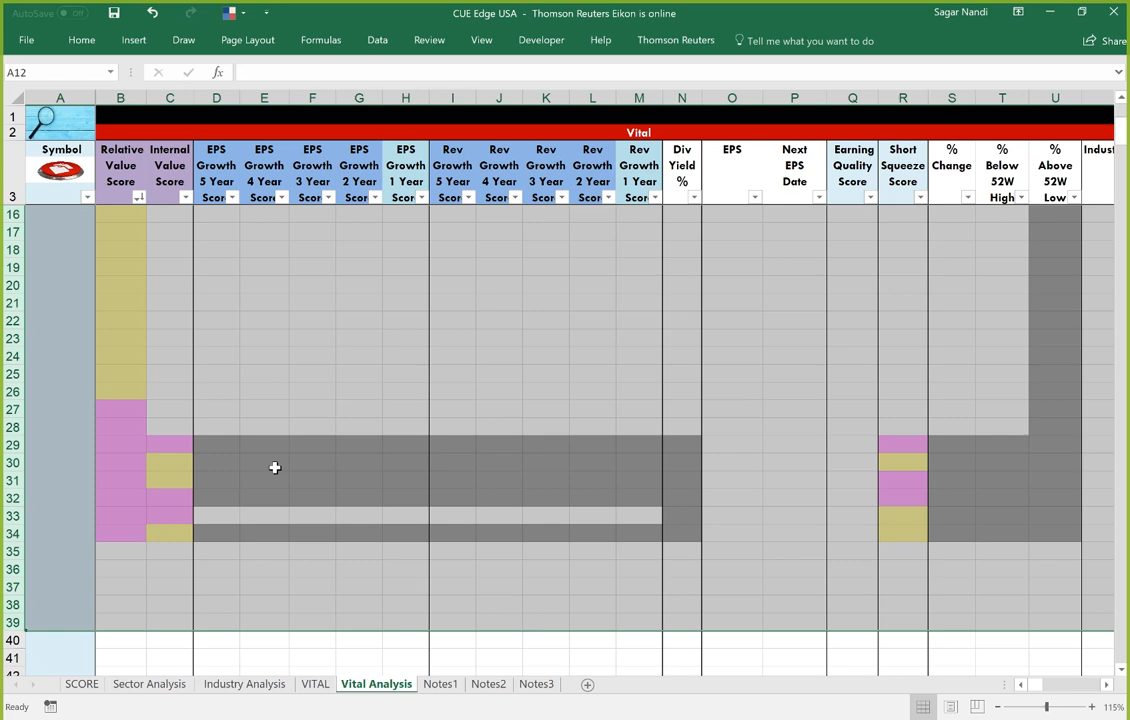 AutoSave Off CUE Edge USA - Thomson Reuters Eikon is online Sagar Nandi
File Home Insert Draw Page Layout Formulas Data Review View Developer Help Thomson Reuters Tell me what you want to do Share
A12 fx
A B C D E F G H I J K L M N O P Q R S T U
1
2 Vital
3
Symbol
Relative Value Score
Internal Value Score
EPS Growth 5 Year Scor
EPS Growth 4 Year Scor
EPS Growth 3 Year Scor
EPS Growth 2 Year Scor
EPS Growth 1 Year Scor
Rev Growth 5 Year Scor
Rev Growth 4 Year Scor
Rev Growth 3 Year Scor
Rev Growth 2 Year Scor
Rev Growth 1 Year Scor
Div Yield %
EPS
Next EPS Date
Earning Quality Score
Short Squeeze Score
% Change
% Below 52W High
% Above 52W Low
Indust
16
17
18
19
20
21
22
23
24
25
26
27
28
29
30
31
32
33
34
35
36
37
38
39
40
41
SCORE Sector Analysis Industry Analysis VITAL Vital Analysis Notes1 Notes2 Notes3
Ready 115%